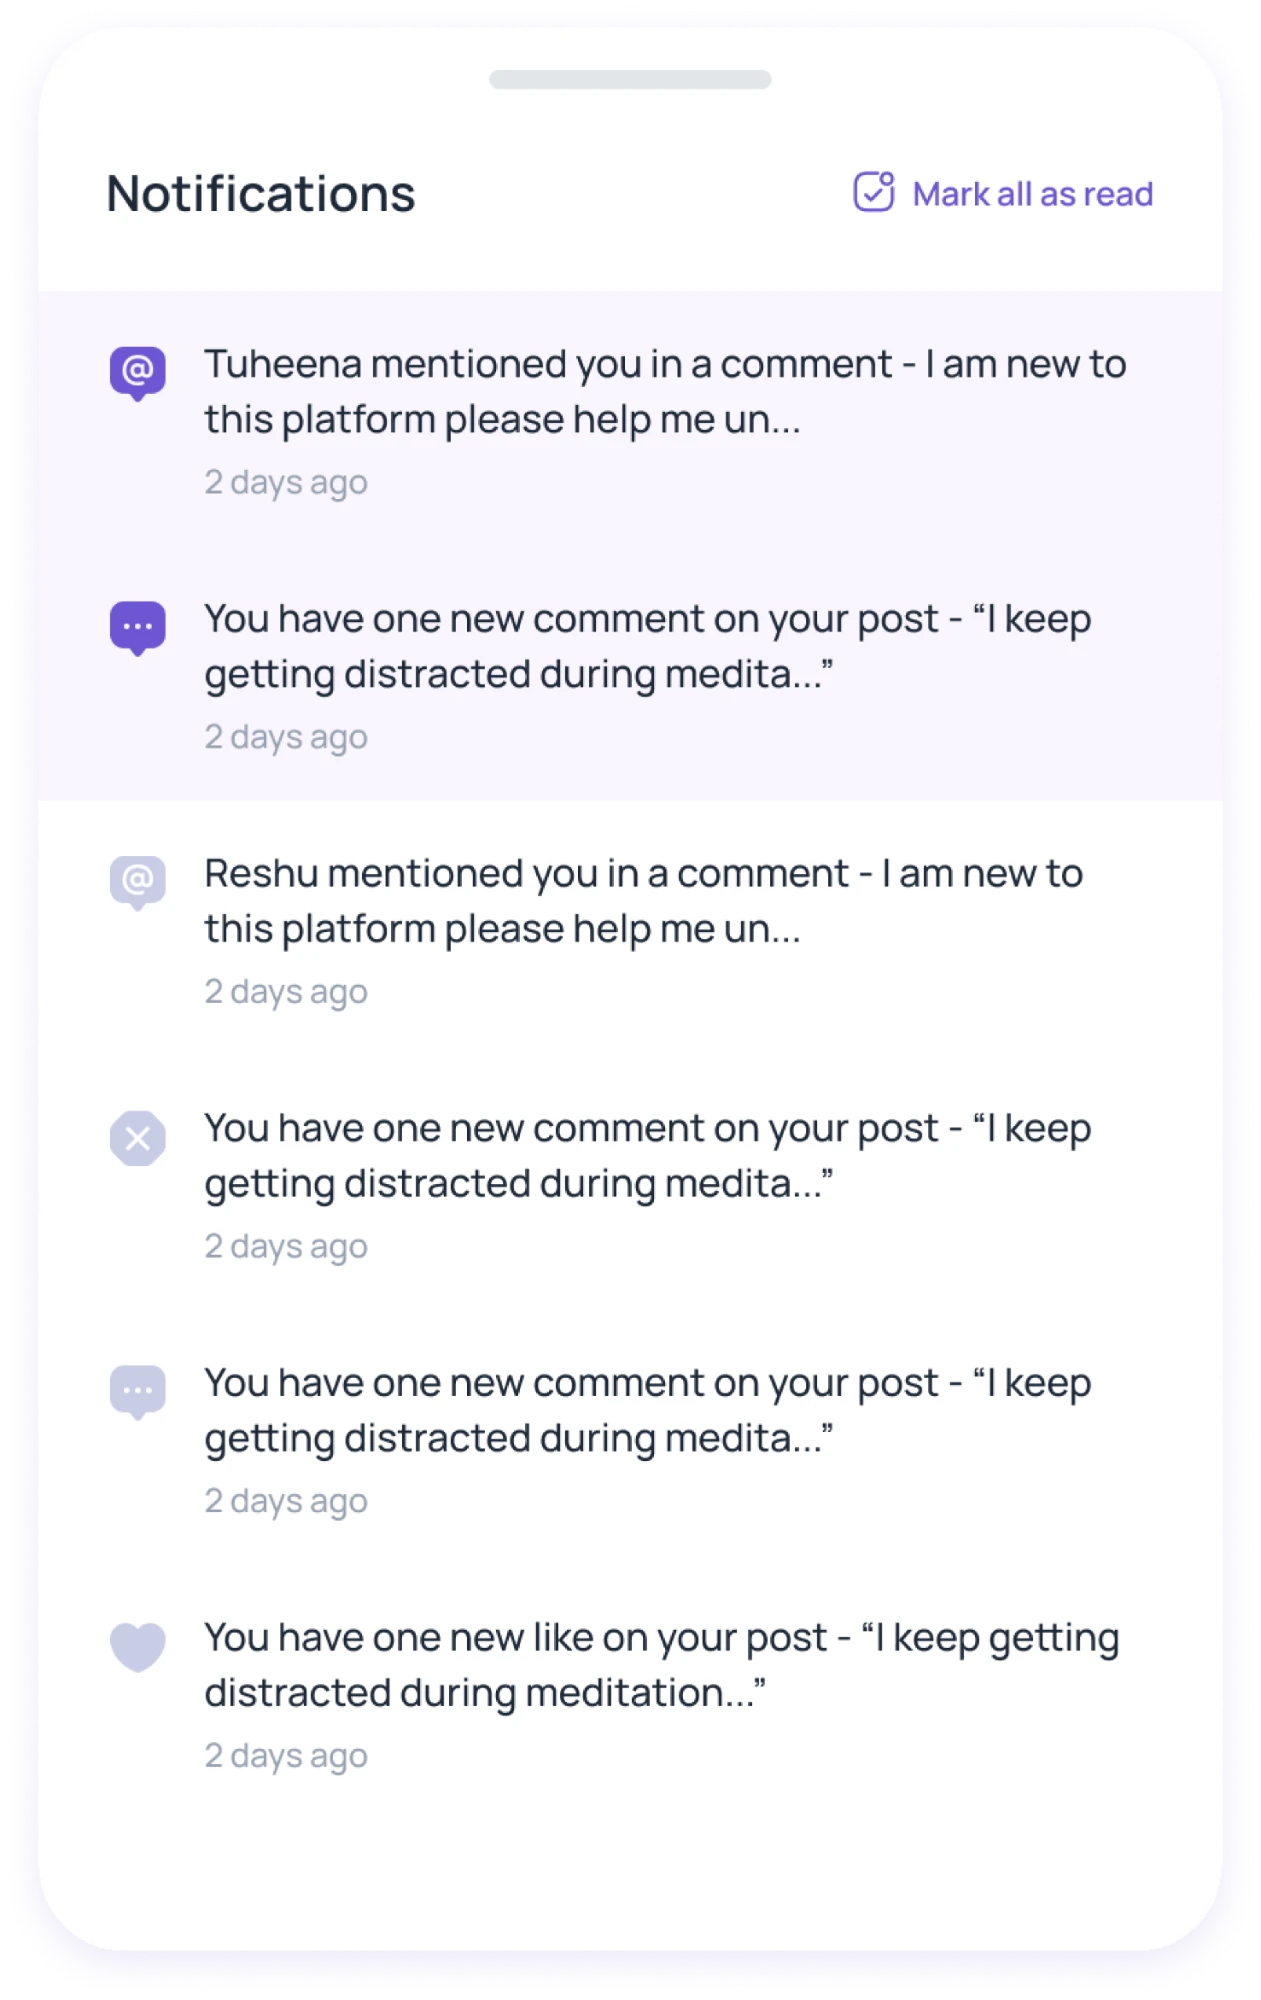 Notifications
Mark all as read
Tuheena mentioned you in a comment - I am new to
this platform please help me un...
2 days ago
You have one new comment on your post - “I keep
getting distracted during medita...”
2 days ago
Reshu mentioned you in a comment - I am new to
this platform please help me un...
2 days ago
You have one new comment on your post - “I keep
getting distracted during medita...”
2 days ago
You have one new comment on your post - “I keep
getting distracted during medita...”
2 days ago
You have one new like on your post - “I keep getting
distracted during meditation...”
2 days ago